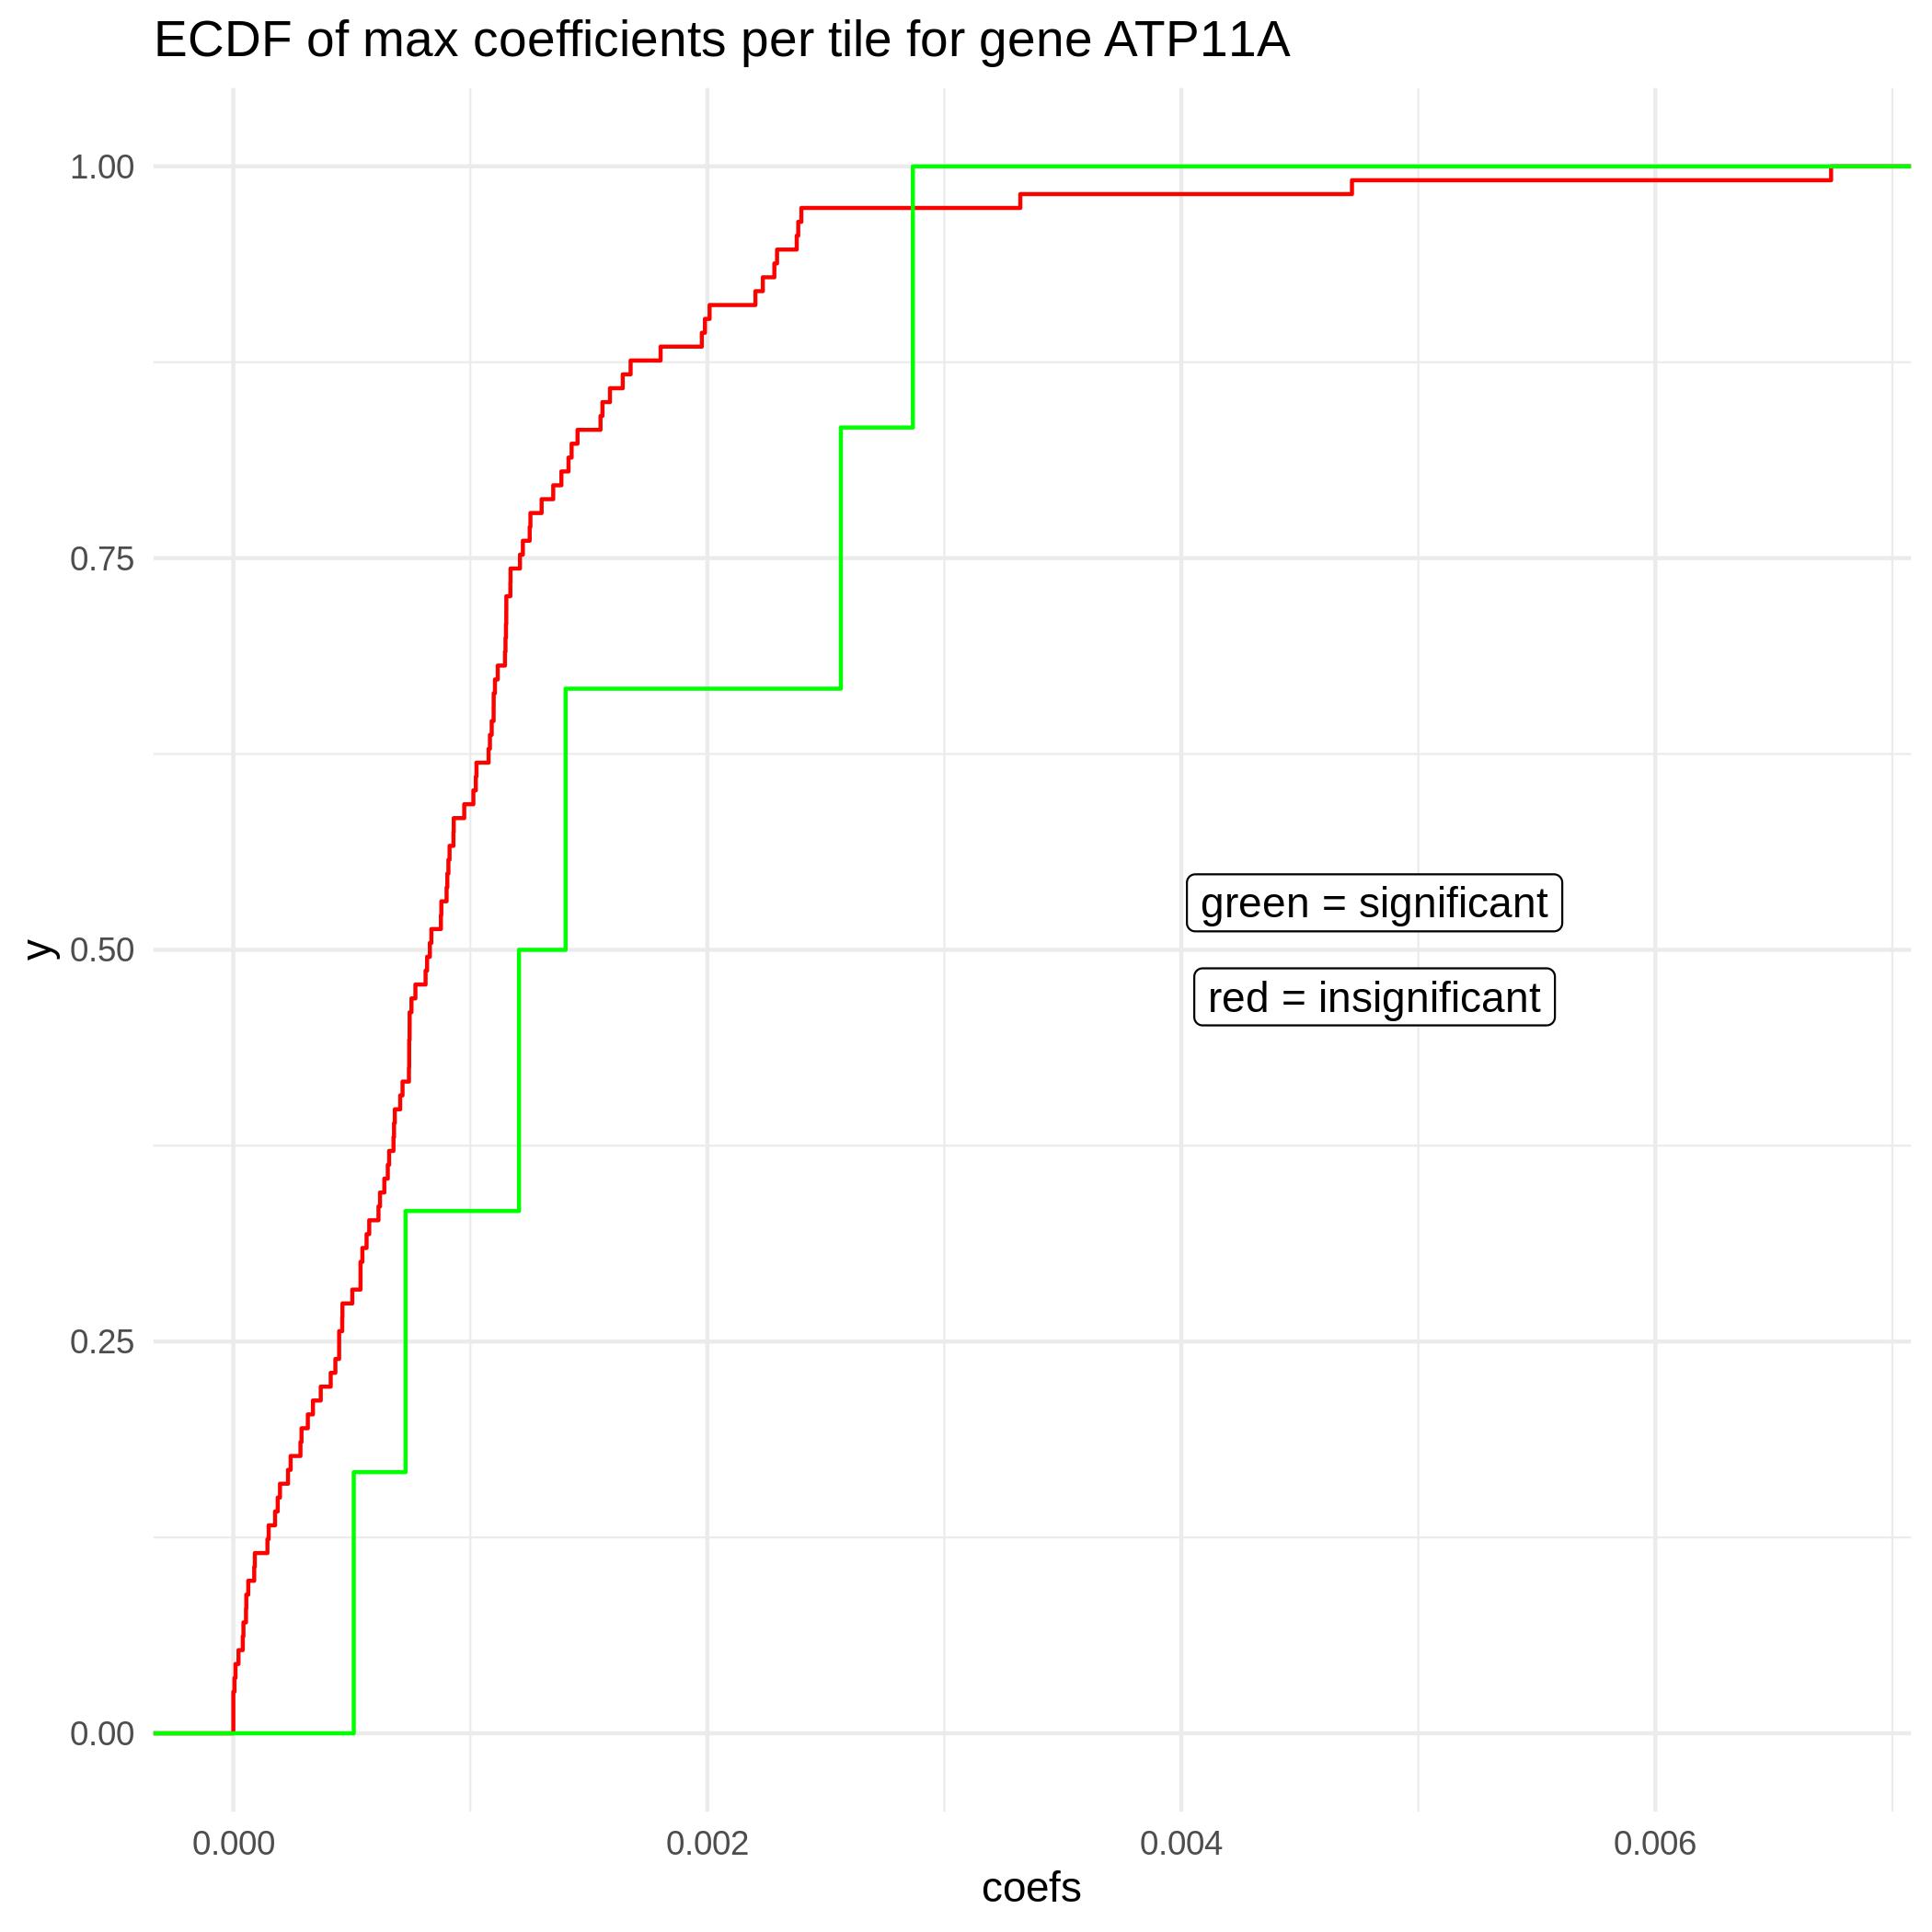 ECDF of max coefficients per tile for gene ATP11A
1.00
0.75
0.50
0.25
0.00
y
green = significant
red = insignificant
0.000 0.002 0.004 0.006
coefs